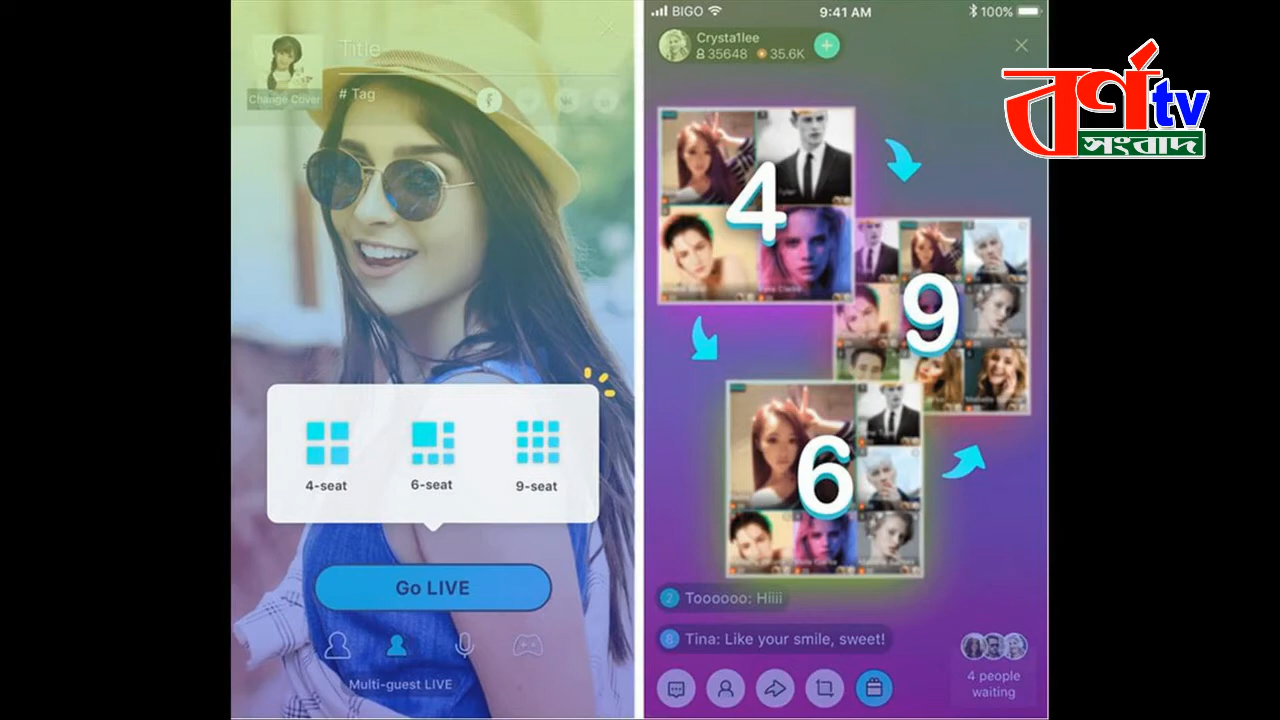 Title
Change Cover
# Tag
4-seat
6-seat
9-seat
Go LIVE
Multi-guest LIVE
BIGO
9:41 AM
100%
Crysta1lee
35648
35.6K
4
9
6
2 Toooooo: Hiiii
8 Tina: Like your smile, sweet!
4 people
waiting
বর্ণ tv
সংবাদ